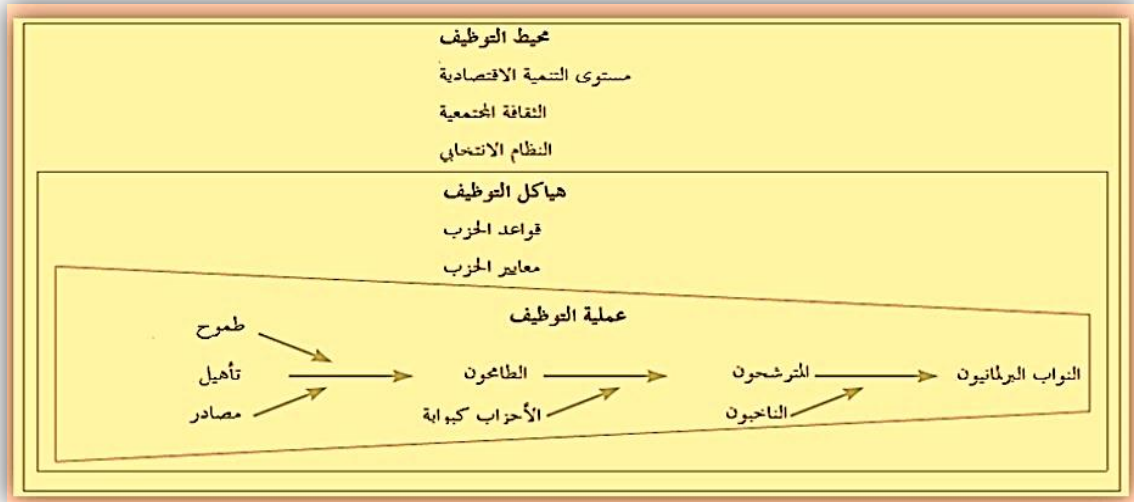 محيط التوظيف
مستوى التنمية الاقتصادية
الثقافة المجتمعية
النظام الانتخابي
هياكل التوظيف
قواعد الحزب
معايير الحزب
عملية التوظيف
طموح
تأهيل
الطامحون
المترشحون
النواب البرلمانيون
مصادر
الأحزاب كبوابة
الناخبون